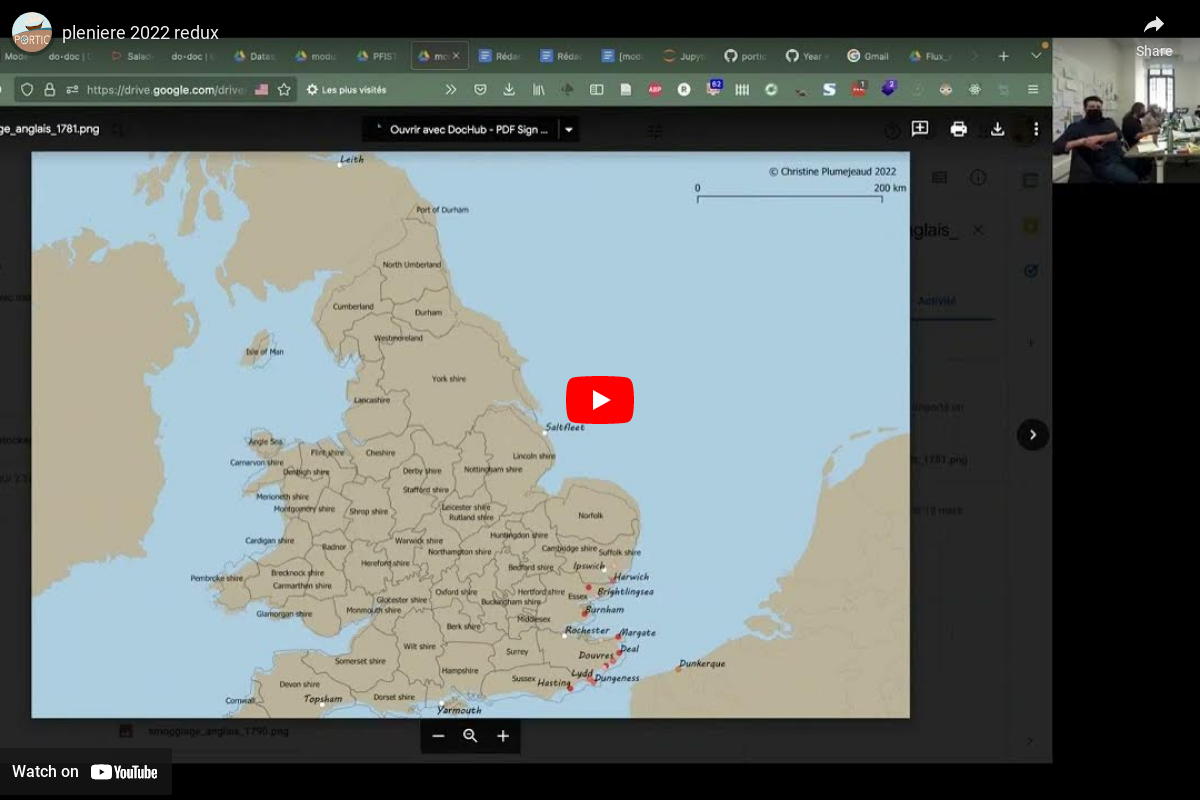 PORTIC
pleniere 2022 redux
Share
do-doc
Salad
do-doc
Datas
modu
PFIST
mo
Réda
Réda
[mod
Jupyt
portic
Year
Gmail
Flux_
https://drive.google.com/drive
Les plus visités
62
ge_anglais_1781.png
Ouvrir avec DocHub - PDF Sign ...
© Christine Plumejeaud 2022
0
200 km
Leith
Port of Durham
North Umberland
Cumberland
Durham
Westmoreland
Isle of Man
York shire
Lancashire
Saltfleet
Angle Sea
Flint shire
Cheshire
Lincoln shire
Carnarvon shire
Denbigh shire
Derby shire
Nottingham shire
Stafford shire
Merioneth shire
Montgomery shire
Shrop shire
Leicester shire
Rutland shire
Norfolk
Cardigan shire
Radnor
Warwick shire
Huntingdon shire
Northampton shire
Cambridge shire
Suffolk shire
Hereford shire
Bedford shire
Ipswich
Brecknock shire
Pembroke shire
Harwich
Carmarthen shire
Oxford shire
Hertford shire
Essex
Brightlingsea
Glocester shire
Buckingham shire
Glamorgan shire
Monmouth shire
Burnham
Middlesex
Berk shire
Rochester
Margate
Wilt shire
Surrey
Deal
Douvres
Somerset shire
Hampshire
Dunkerque
Sussex
Lydd
Dungeness
Hasting
Devon shire
Cornwall
Topsham
Dorset shire
Yarmouth
nglais_
Activité
s_1781.png
smogglage_anglais_1790.png
Watch on YouTube